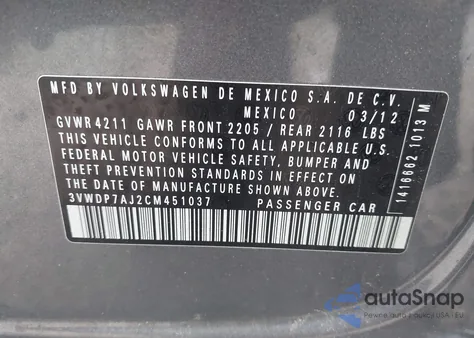 MFD BY VOLKSWAGEN DE MEXICO S.A. DE C.V.
MEXICO 03/12
GVWR 4211 GAWR FRONT 2205 / REAR 2116 LBS
THIS VEHICLE CONFORMS TO ALL APPLICABLE U.S.
FEDERAL MOTOR VEHICLE SAFETY, BUMPER AND
THEFT PREVENTION STANDARDS IN EFFECT ON
THE DATE OF MANUFACTURE SHOWN ABOVE.
3VWDP7AJ2CM451037 PASSENGER CAR
1416662 1013 M
autoSnap